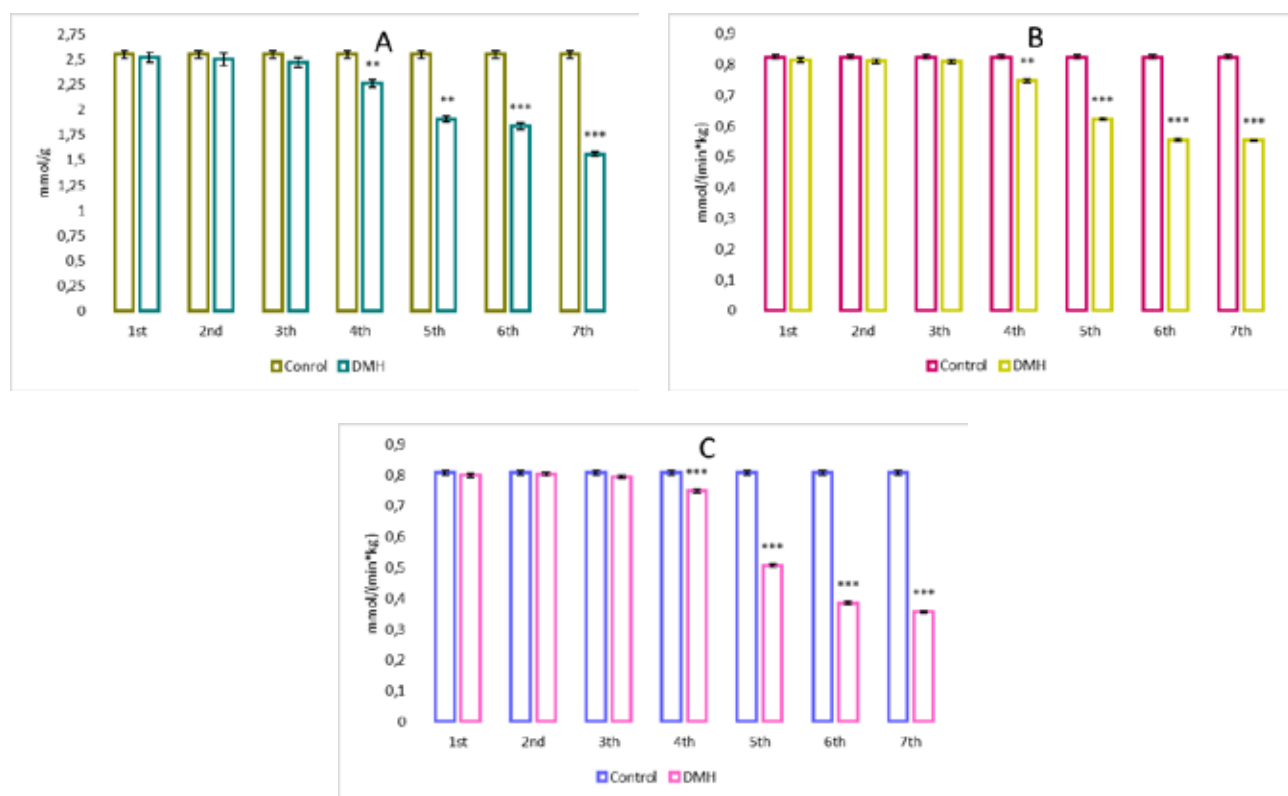 A
2,75
2,5
2,25
2
1,75
1,5
1,25
1
0,75
0,5
0,25
0
mmol/g
** ** *** ***
1st 2nd 3th 4th 5th 6th 7th
Conrol DMH
B
0,9
0,8
0,7
0,6
0,5
0,4
0,3
0,2
0,1
0
mmol/(min*kg)
** *** *** ***
1st 2nd 3th 4th 5th 6th 7th
Control DMH
C
0,9
0,8
0,7
0,6
0,5
0,4
0,3
0,2
0,1
0
mmol/(min*kg)
*** *** *** ***
1st 2nd 3th 4th 5th 6th 7th
Control DMH